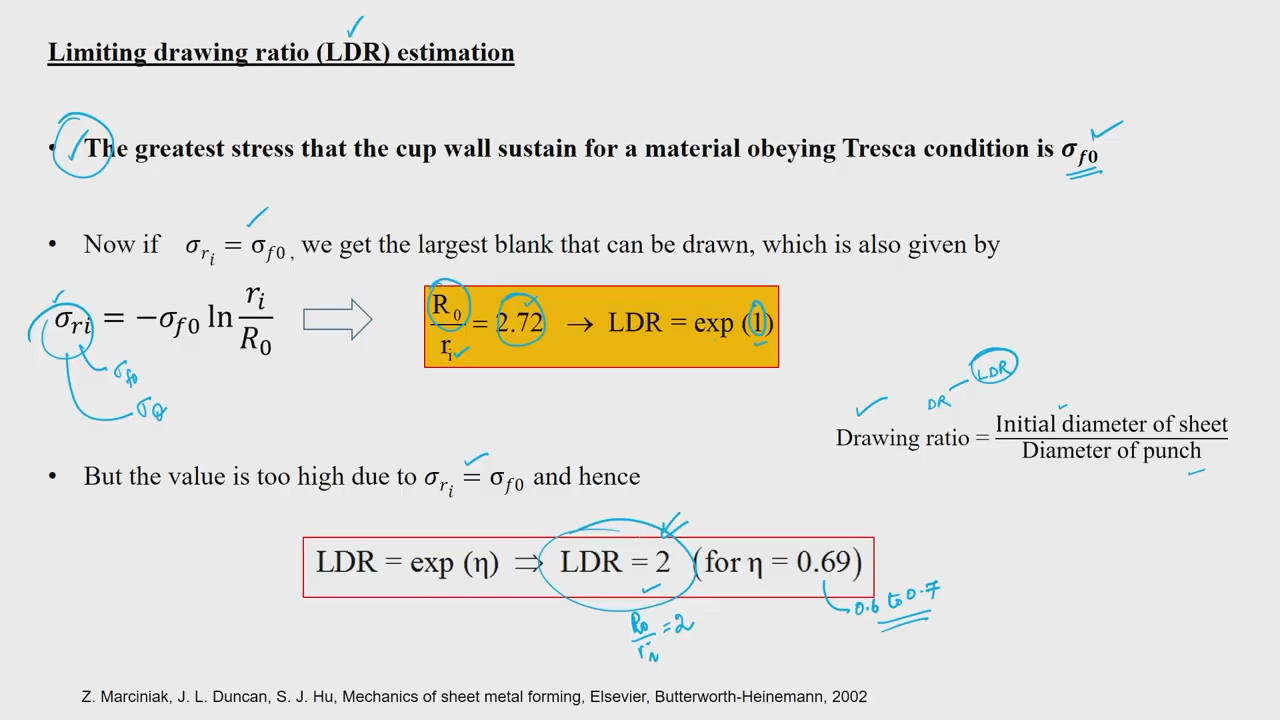 Limiting drawing ratio (LDR) estimation
• The greatest stress that the cup wall sustain for a material obeying Tresca condition is σf0
• Now if σri = σf0 , we get the largest blank that can be drawn, which is also given by
σri = −σf0 ln ri/R0
R0/ri = 2.72 → LDR = exp (1)
σf0
σθ
LDR
DR
Drawing ratio = Initial diameter of sheet / Diameter of punch
• But the value is too high due to σri = σf0 and hence
LDR = exp (η) ⇒ LDR = 2 (for η = 0.69)
0.6 to 0.7
R0/ri = 2
Z. Marciniak, J. L. Duncan, S. J. Hu, Mechanics of sheet metal forming, Elsevier, Butterworth-Heinemann, 2002